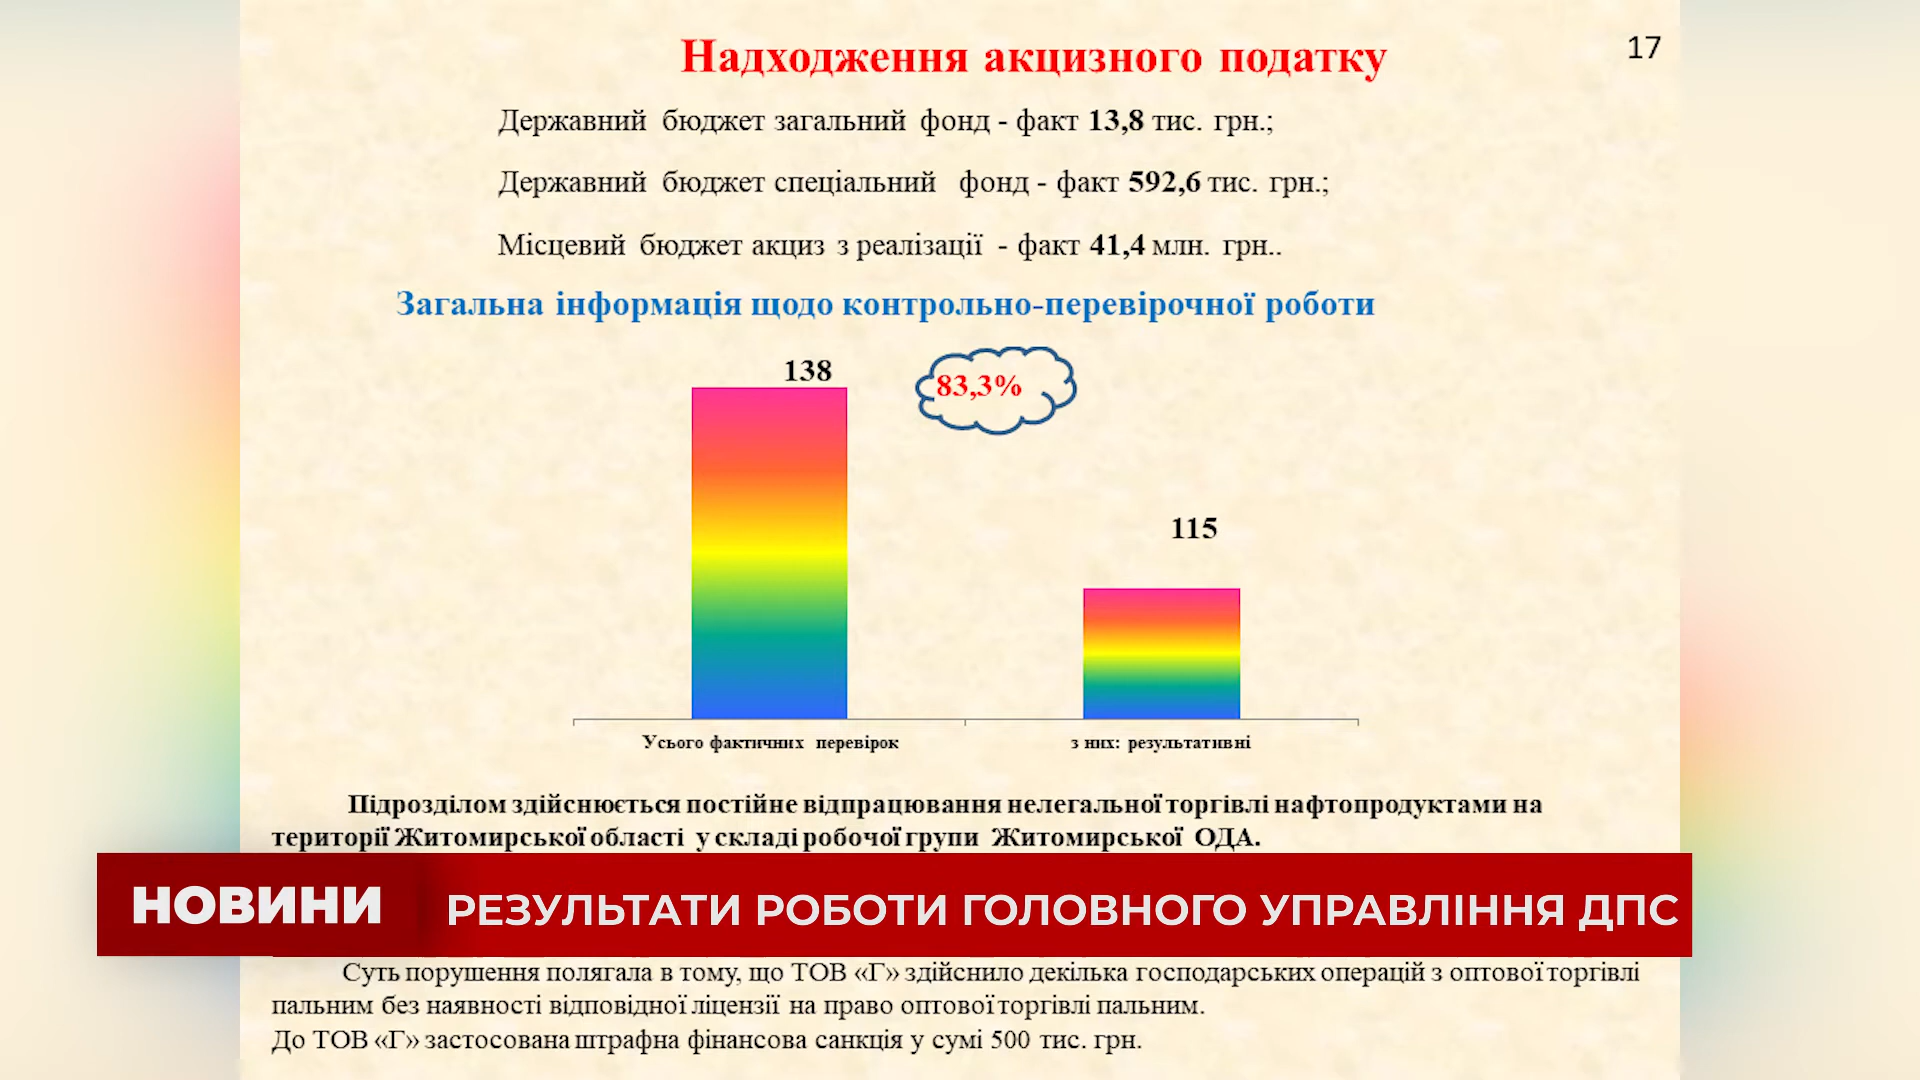 Надходження акцизного податку
17
Державний бюджет загальний фонд - факт 13,8 тис. грн.;
Державний бюджет спеціальний фонд - факт 592,6 тис. грн.;
Місцевий бюджет акциз з реалізації - факт 41,4 млн. грн..
Загальна інформація щодо контрольно-перевірочної роботи
138
83,3%
115
Усього фактичних перевірок
з них: результативні
Підрозділом здійснюється постійне відпрацювання нелегальної торгівлі нафтопродуктами на
території Житомирської області у складі робочої групи Житомирської ОДА.
НОВИНИ
РЕЗУЛЬТАТИ РОБОТИ ГОЛОВНОГО УПРАВЛІННЯ ДПС
Суть порушення полягала в тому, що ТОВ «Г» здійснило декілька господарських операцій з оптової торгівлі
пальним без наявності відповідної ліцензії на право оптової торгівлі пальним.
До ТОВ «Г» застосована штрафна фінансова санкція у сумі 500 тис. грн.